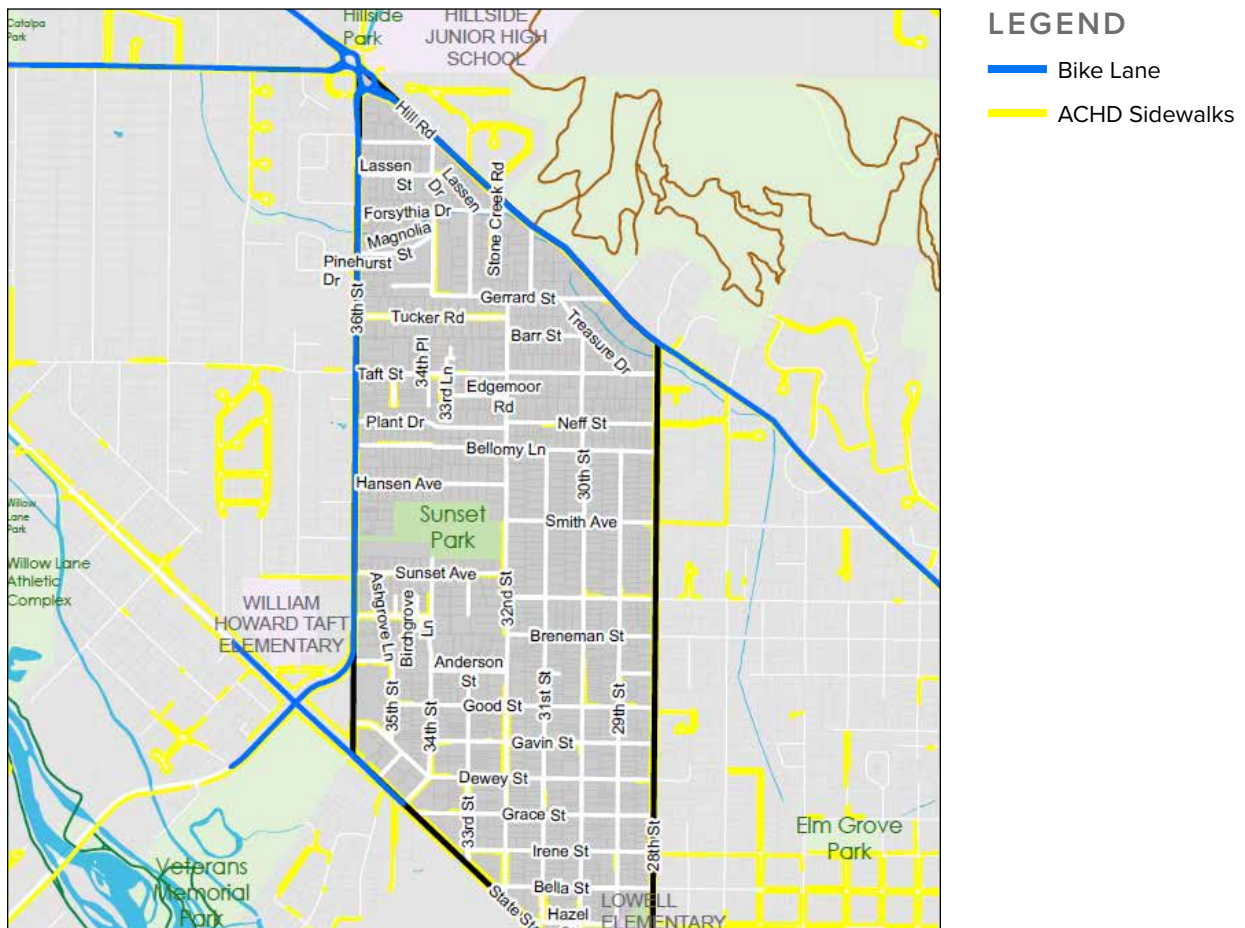 LEGEND
Bike Lane
ACHD Sidewalks
Catalpa
Park
Hillside
Park
HILLSIDE
JUNIOR HIGH
SCHOOL
Hill Rd
Lassen
St
Lassen
Dr
Stone Creek Rd
Forsythia Dr
Magnolia
St
Pinehurst
Dr
36th St
Gerrard St
Tucker Rd
Barr St
Treasure Dr
34th Pl
33rd Ln
Taft St
Edgemoor
Rd
Plant Dr
Neff St
Bellomy Ln
30th St
Hansen Ave
Smith Ave
Sunset
Park
Willow
Lane
Park
Willow Lane
Athletic
Complex
Sunset Ave
Ashgrove Ln
Birchgrove
Ln
32nd St
WILLIAM
HOWARD TAFT
ELEMENTARY
Breneman St
Anderson
St
35th St
34th St
Good St
31st St
29th St
Gavin St
Dewey St
33rd St
Grace St
28th St
Elm Grove
Park
Irene St
Veterans
Memorial
Park
State St
Bella St
Hazel
LOWELL
ELEMENTARY